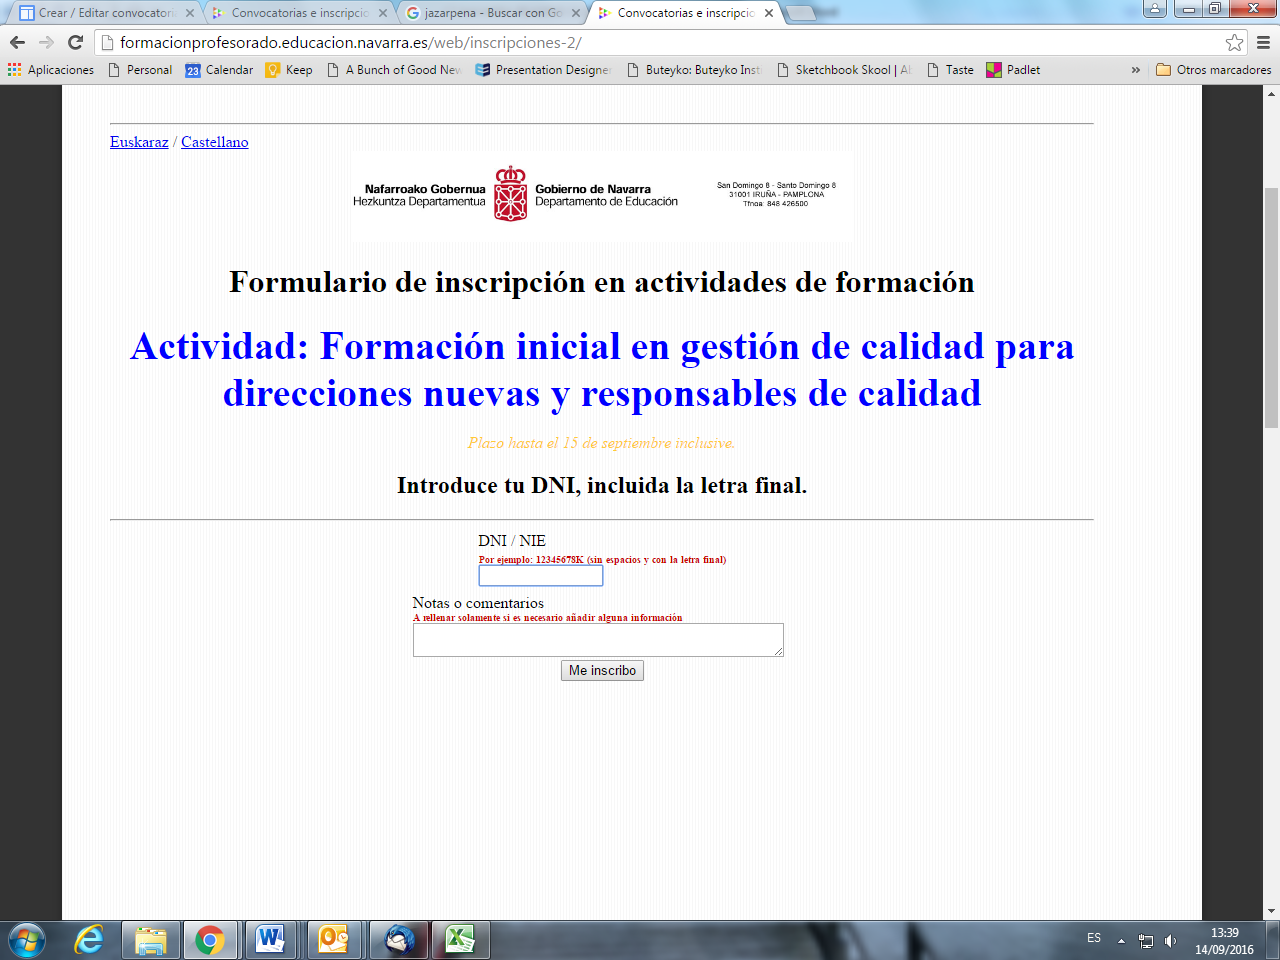 Crear / Editar convocatori
Convocatorias e inscripcio
jazarpena - Buscar con Go
Convocatorias e inscripcio
formacionprofesorado.educacion.navarra.es/web/inscripciones-2/
Aplicaciones
Personal
23 Calendar
Keep
A Bunch of Good New
Presentation Designer
Buteyko: Buteyko Insti
Sketchbook Skool | Al
Taste
Padlet
»
Otros marcadores
Euskaraz / Castellano
Nafarroako Gobernua
Hezkuntza Departamentua
Gobierno de Navarra
Departamento de Educación
San Domingo 8 - Santo Domingo 8
31001 IRUÑA - PAMPLONA
Tfnoa: 848 426500
Formulario de inscripción en actividades de formación
Actividad: Formación inicial en gestión de calidad para
direcciones nuevas y responsables de calidad
Plazo hasta el 15 de septiembre inclusive.
Introduce tu DNI, incluida la letra final.
DNI / NIE
Por ejemplo: 12345678K (sin espacios y con la letra final)
Notas o comentarios
A rellenar solamente si es necesario añadir alguna información
Me inscribo
ES
13:39
14/09/2016